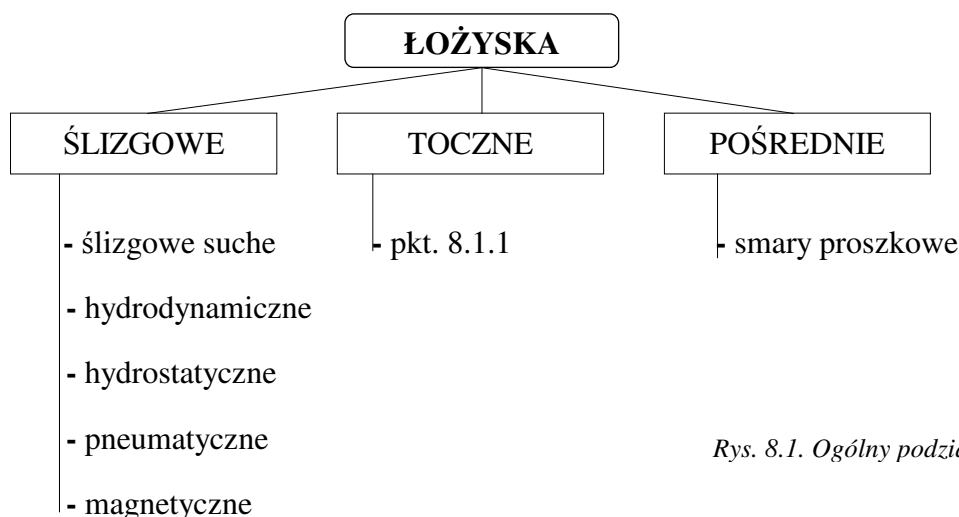 ŁOŻYSKA
ŚLIZGOWE TOCZNE POŚREDNIE
- ślizgowe suche - pkt. 8.1.1 - smary proszkowe
- hydrodynamiczne
- hydrostatyczne
- pneumatyczne
Rys. 8.1. Ogólny
- magnetyczne